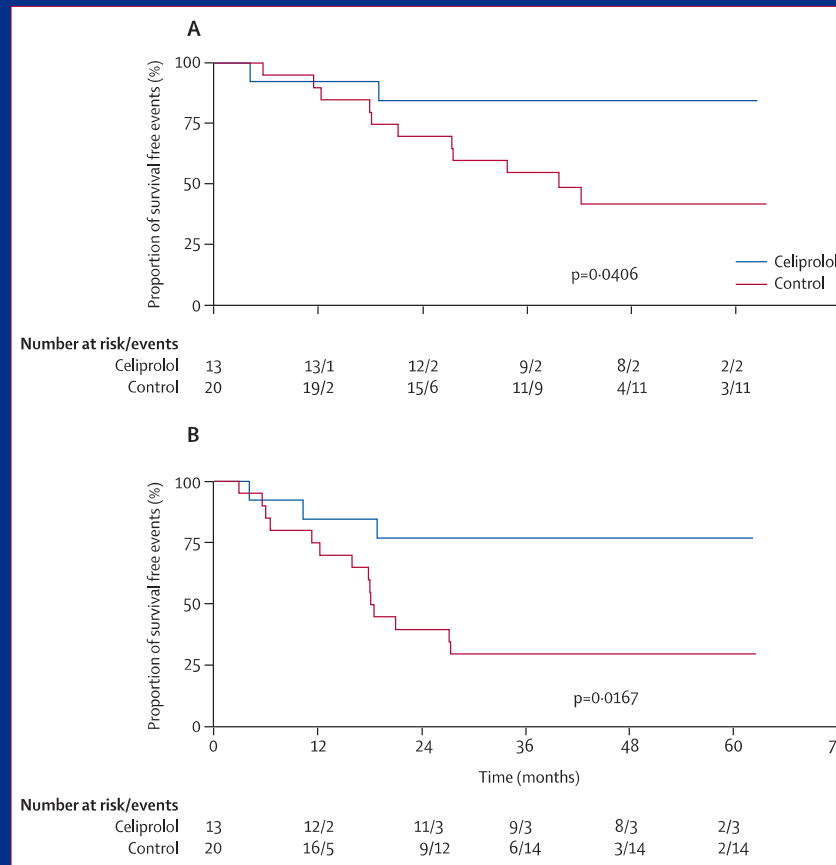 A
Proportion of survival free events (%)
100
75
50
25
0
Celiprolol
Control
p=0·0406
Number at risk/events
Celiprolol 13 13/1 12/2 9/2 8/2 2/2
Control 20 19/2 15/6 11/9 4/11 3/11
B
Proportion of survival free events (%)
100
75
50
25
0
p=0·0167
0 12 24 36 48 60 7
Time (months)
Number at risk/events
Celiprolol 13 12/2 11/3 9/3 8/3 2/3
Control 20 16/5 9/12 6/14 3/14 2/14